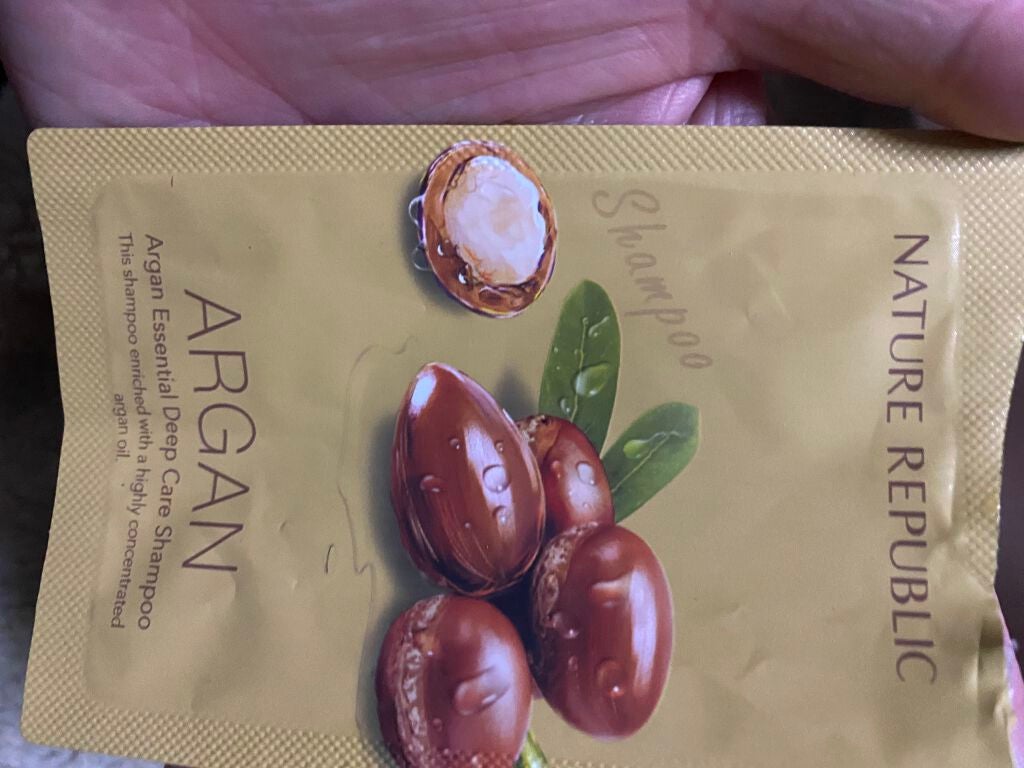 NATURE REPUBLIC
Shampoo
ARGAN
Argan Essential Deep Care Shampoo
This shampoo enriched with a highly concentrated
argan oil.